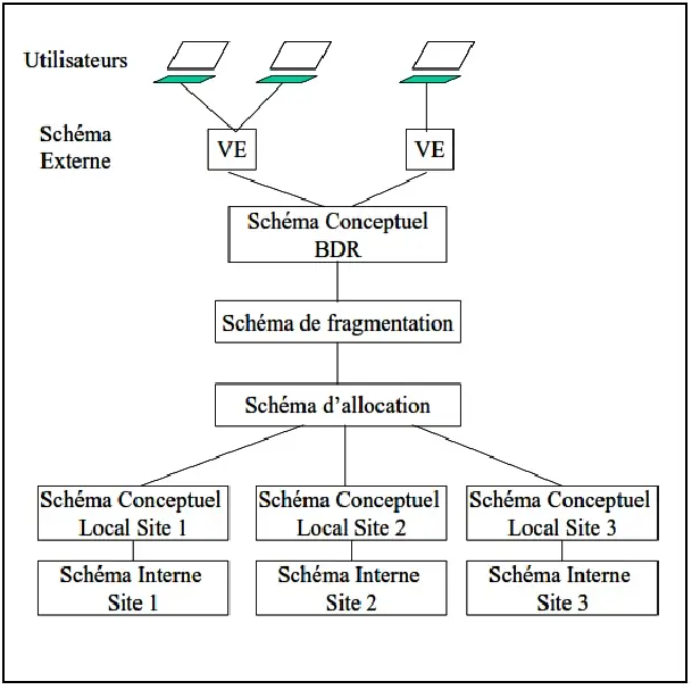 Utilisateurs
Schéma
Externe
VE
VE
Schéma Conceptuel
BDR
Schéma de fragmentation
Schéma d’allocation
Schéma Conceptuel
Local Site 1
Schéma Conceptuel
Local Site 2
Schéma Conceptuel
Local Site 3
Schéma Interne
Site 1
Schéma Interne
Site 2
Schéma Interne
Site 3